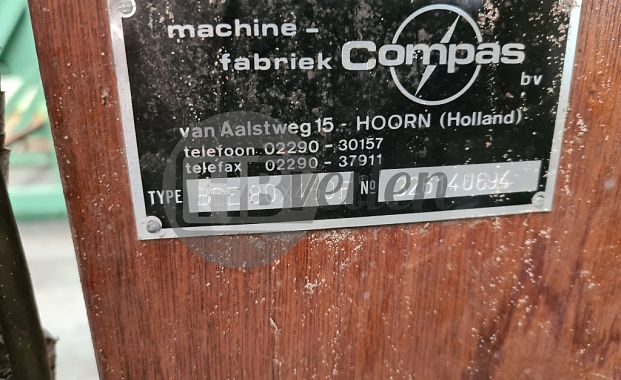 machine -
fabriek Compas
bv
van Aalstweg 15 - HOORN (Holland)
telefoon. 02290 - 30157
telefax 02290 - 37911
TYPE Nº